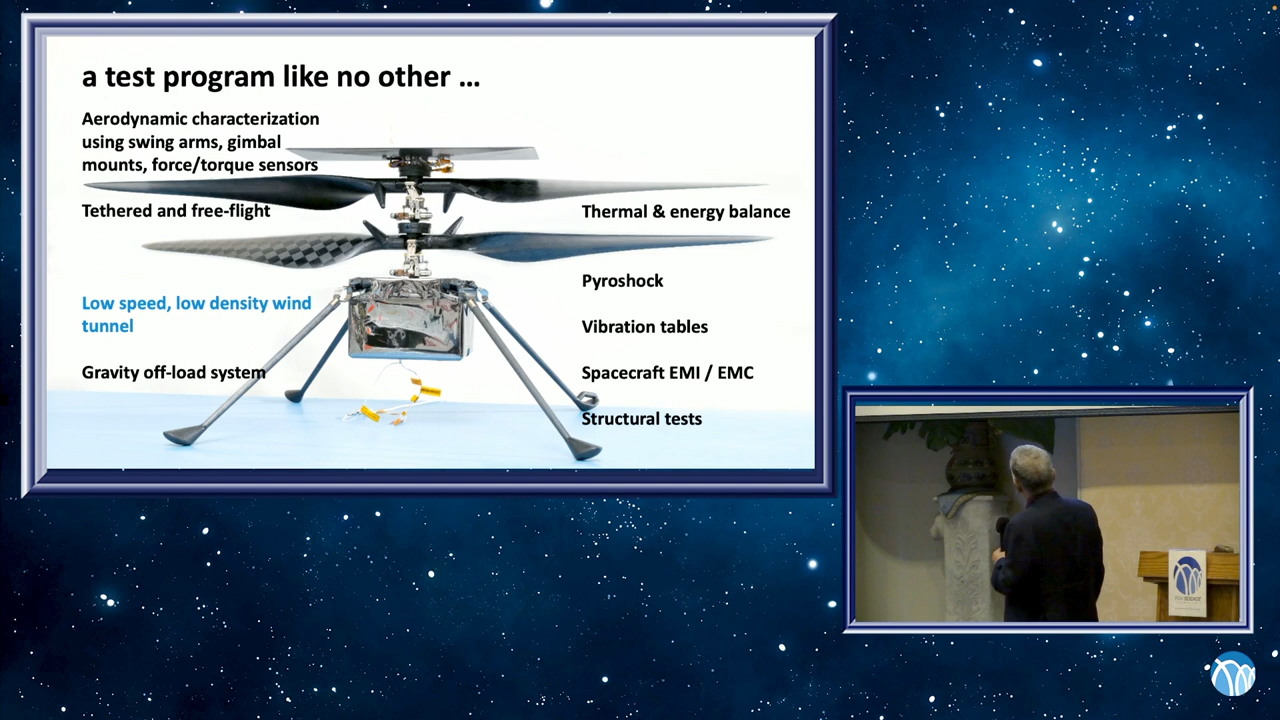 a test program like no other ...
Aerodynamic characterization
using swing arms, gimbal
mounts, force/torque sensors
Tethered and free-flight
Low speed, low density wind
tunnel
Gravity off-load system
Thermal & energy balance
Pyroshock
Vibration tables
Spacecraft EMI / EMC
Structural tests